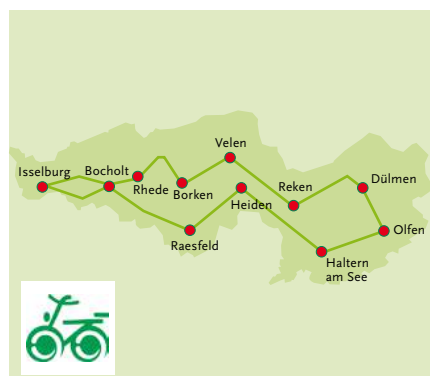 Velen
Isselburg
Bocholt
Rhede
Borken
Reken
Dülmen
Heiden
Olfen
Raesfeld
Haltern
am See